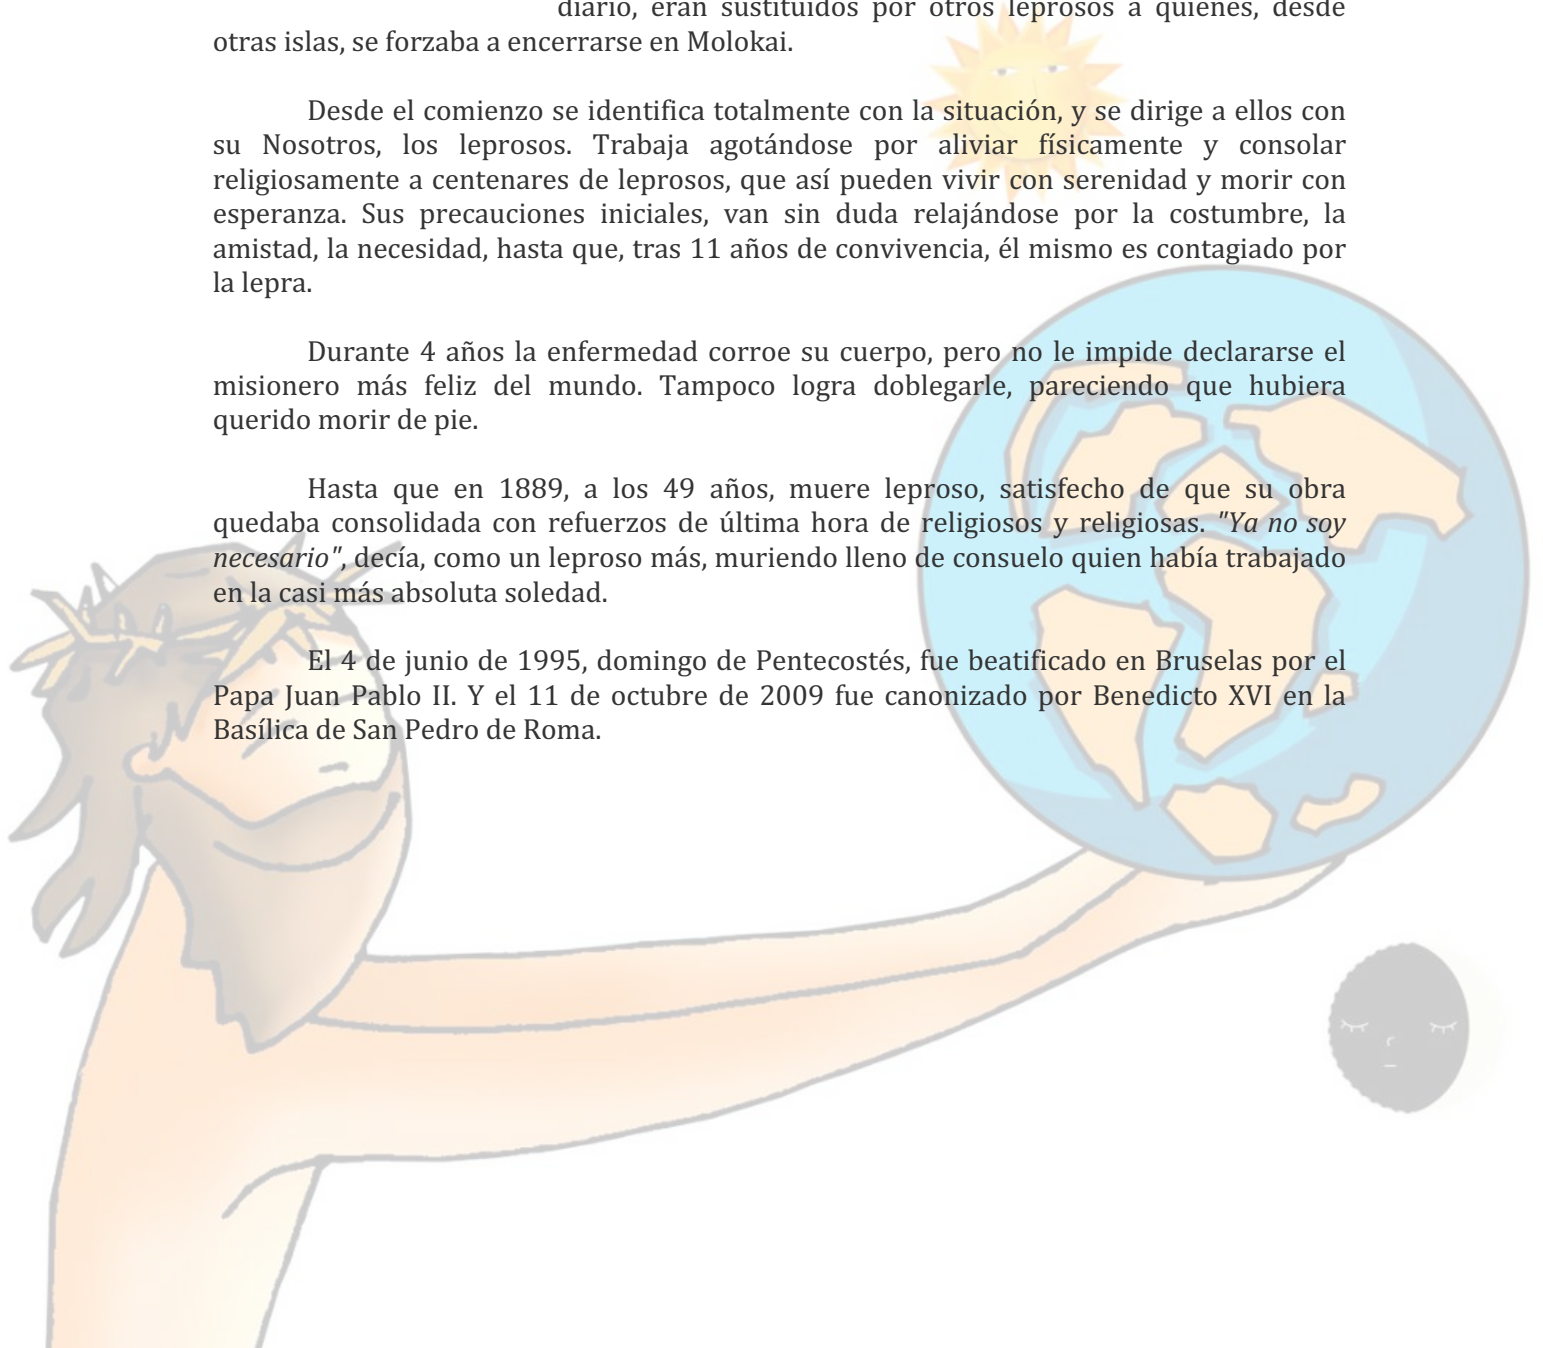 diario, eran sustituidos por otros leprosos a quienes, desde
otras islas, se forzaba a encerrarse en Molokai.
Desde el comienzo se identifica totalmente con la situación, y se dirige a ellos con
su Nosotros, los leprosos. Trabaja agotándose por aliviar físicamente y consolar
religiosamente a centenares de leprosos, que así pueden vivir con serenidad y morir con
esperanza. Sus precauciones iniciales, van sin duda relajándose por la costumbre, la
amistad, la necesidad, hasta que, tras 11 años de convivencia, él mismo es contagiado por
la lepra.
Durante 4 años la enfermedad corroe su cuerpo, pero no le impide declararse el
misionero más feliz del mundo. Tampoco logra doblegarle, pareciendo que hubiera
querido morir de pie.
Hasta que en 1889, a los 49 años, muere leproso, satisfecho de que su obra
quedaba consolidada con refuerzos de última hora de religiosos y religiosas. "Ya no soy
necesario", decía, como un leproso más, muriendo lleno de consuelo quien había trabajado
en la casi más absoluta soledad.
El 4 de junio de 1995, domingo de Pentecostés, fue beatificado en Bruselas por el
Papa Juan Pablo II. Y el 11 de octubre de 2009 fue canonizado por Benedicto XVI en la
Basílica de San Pedro de Roma.